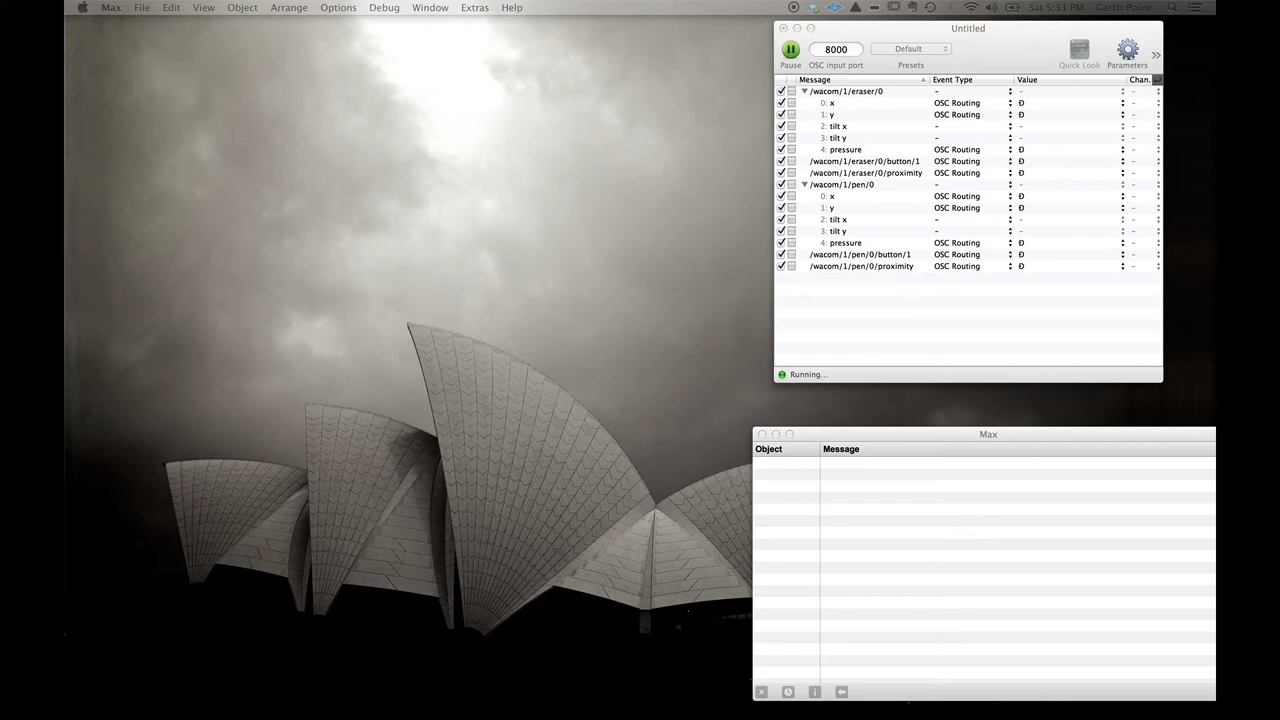 Max File Edit View Object Arrange Options Debug Window Extras Help Sat 5:31 PM Garth Paine
Untitled
8000 Default
Pause OSC input port Presets Quick Look Parameters
Message Event Type Value Chan.
/wacom/1/eraser/0 –
0: x OSC Routing Ð
1: y OSC Routing Ð
2: tilt x –
3: tilt y –
4: pressure OSC Routing Ð
/wacom/1/eraser/0/button/1 OSC Routing Ð
/wacom/1/eraser/0/proximity OSC Routing Ð
/wacom/1/pen/0 –
0: x OSC Routing Ð
1: y OSC Routing Ð
2: tilt x –
3: tilt y –
4: pressure OSC Routing Ð
/wacom/1/pen/0/button/1 OSC Routing Ð
/wacom/1/pen/0/proximity OSC Routing Ð
Running...
Max
Object Message